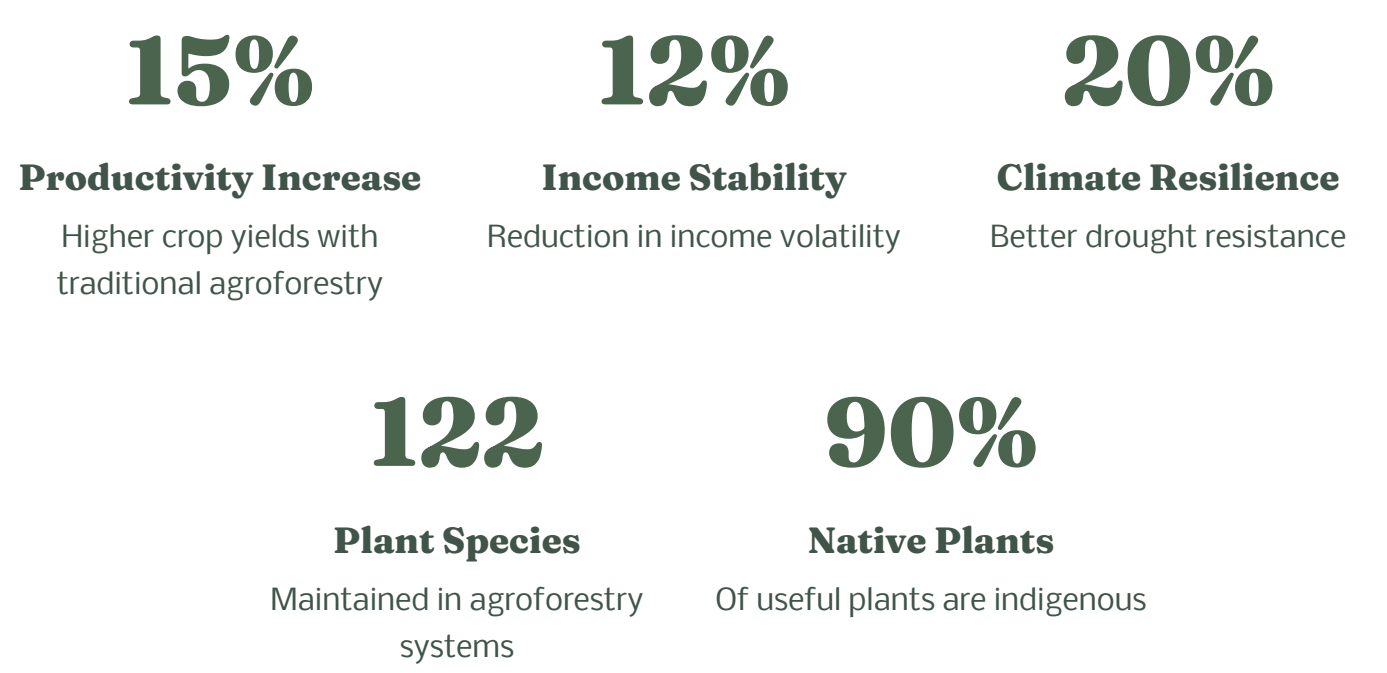 15%
12%
20%
Productivity Increase
Income Stability
Climate Resilience
Higher crop yields with
traditional agroforestry
Reduction in income volatility
Better drought resistance
122
90%
Plant Species
Native Plants
Maintained in agroforestry
systems
Of useful plants are indigenous